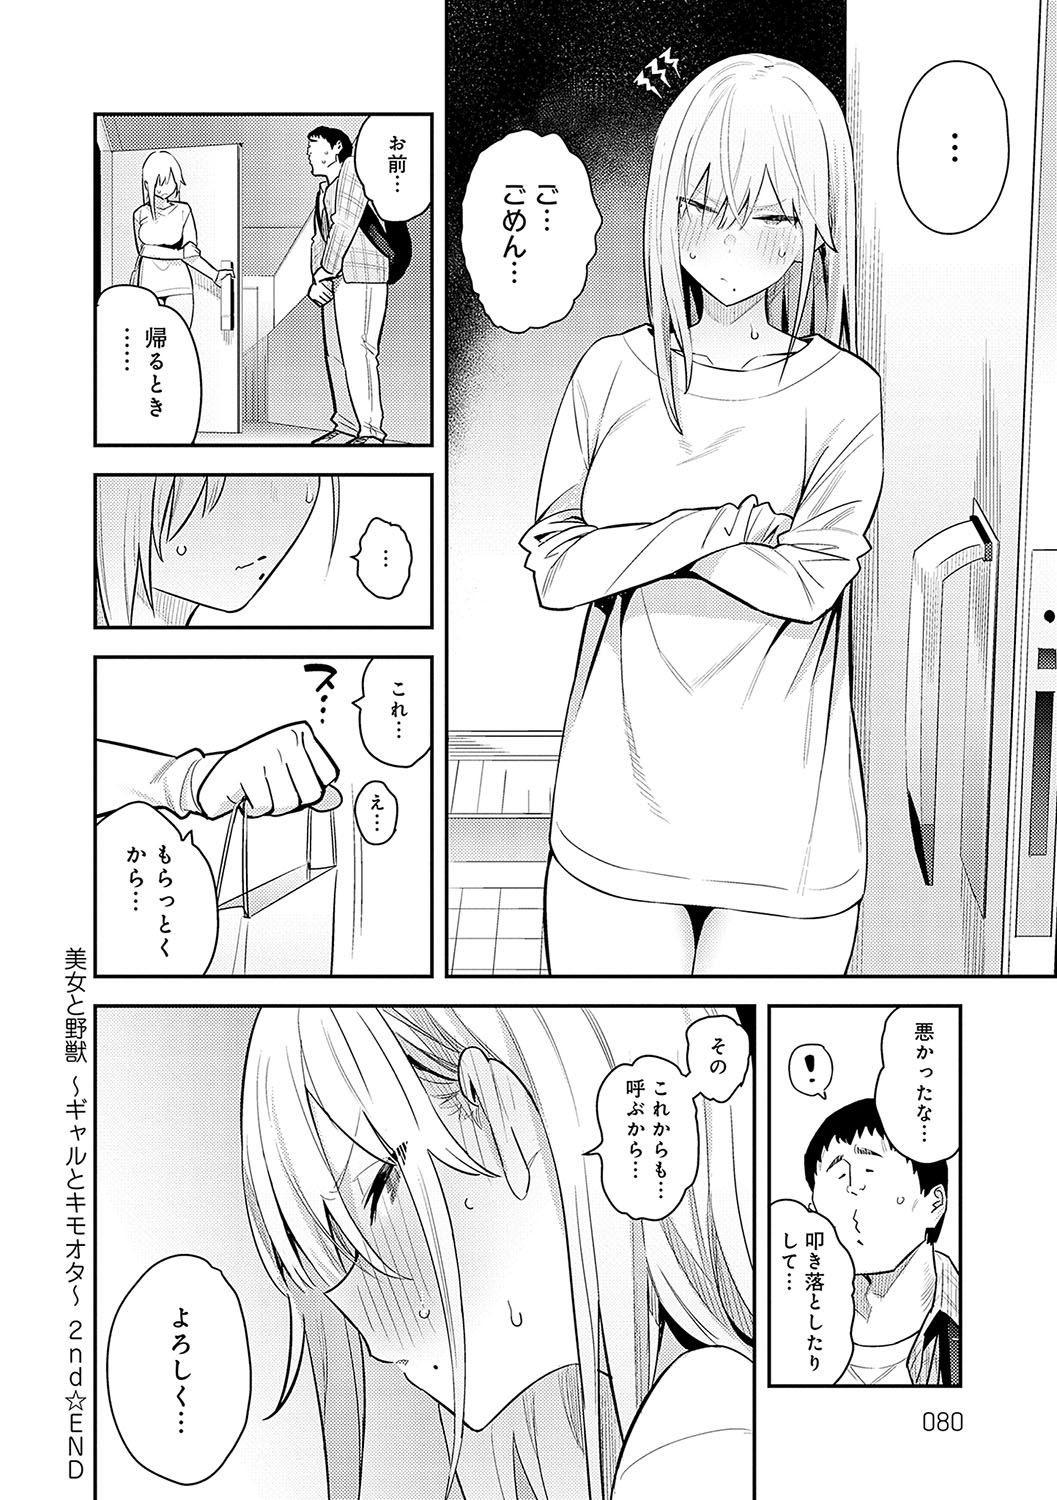 …
ご…
ごめん…
お前…
帰るとき
……
…
これ…
ス…
え…
もらっとく
から…
悪かったな…
！
叩き落としたり
して…
その
これからも…
呼ぶから…
よろしく…
美女と野獣 ～ギャルとキモオタ～ 2nd☆END
080